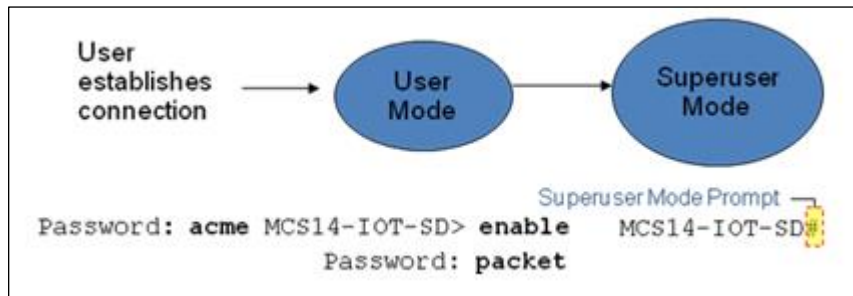 User
establishes
connection
User
Mode
Superuser
Mode
Superuser Mode Prompt
Password: acme MCS14-IOT-SD> enable MCS14-IOT-SD#
Password: packet